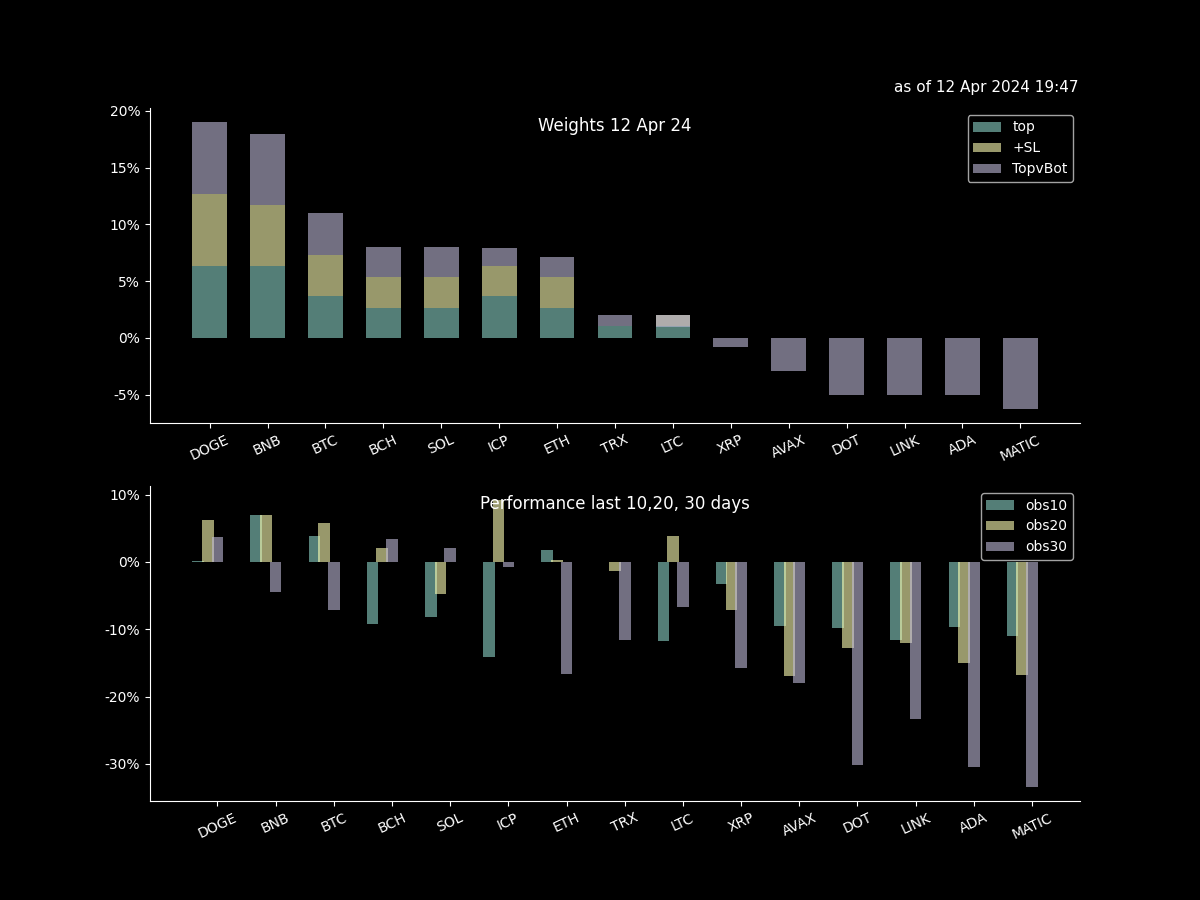 as of 12 Apr 2024 19:47
Weights 12 Apr 24
top
+SL
TopvBot
20%
15%
10%
5%
0%
-5%
DOGE BNB BTC BCH SOL ICP ETH TRX LTC XRP AVAX DOT LINK ADA MATIC
Performance last 10,20, 30 days
obs10
obs20
obs30
10%
0%
-10%
-20%
-30%
DOGE BNB BTC BCH SOL ICP ETH TRX LTC XRP AVAX DOT LINK ADA MATIC